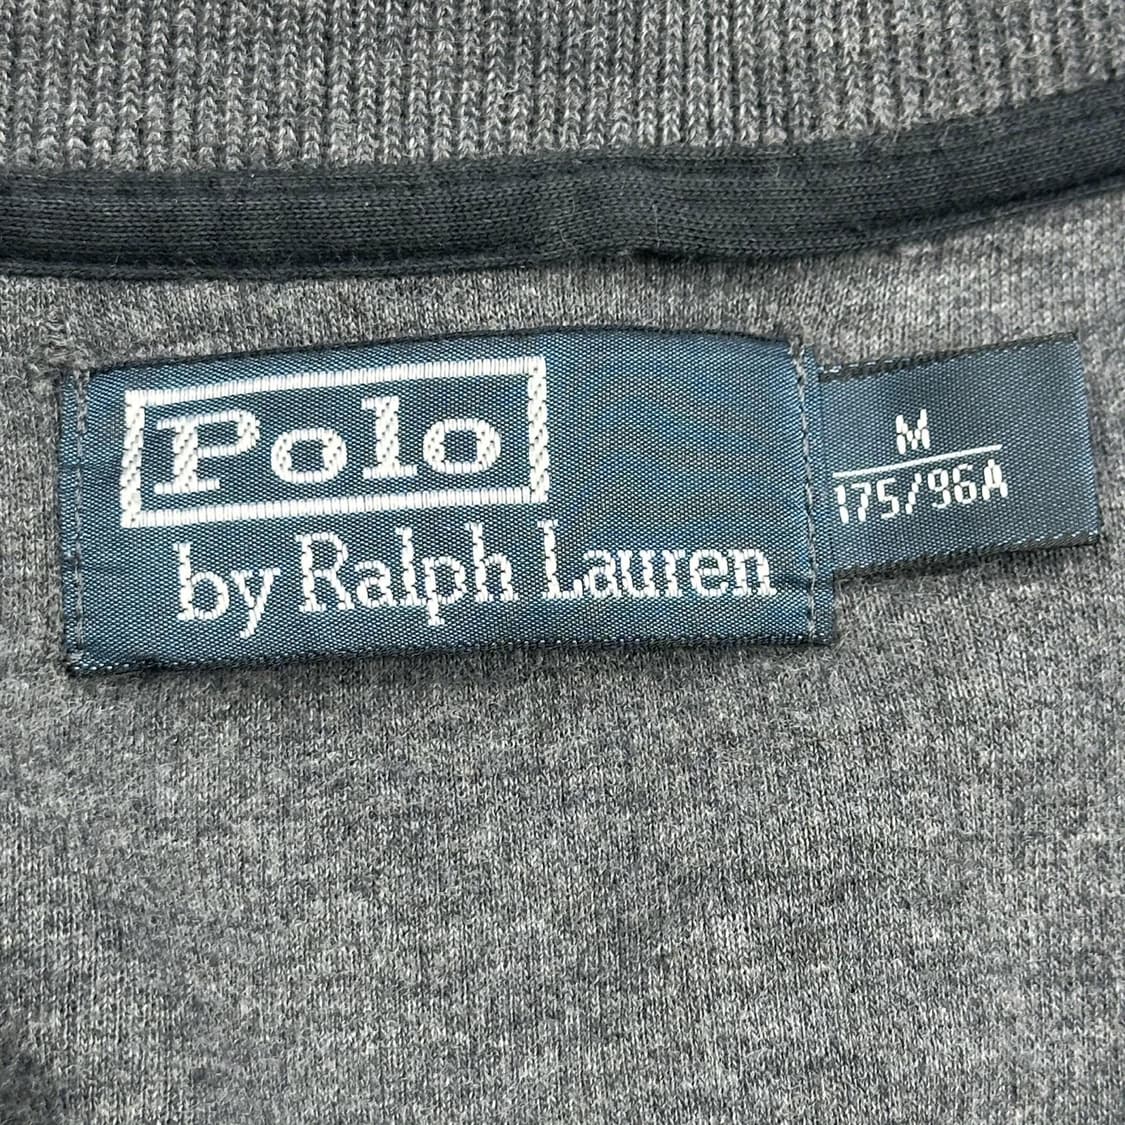 Polo
by Ralph Lauren
M
175/96A